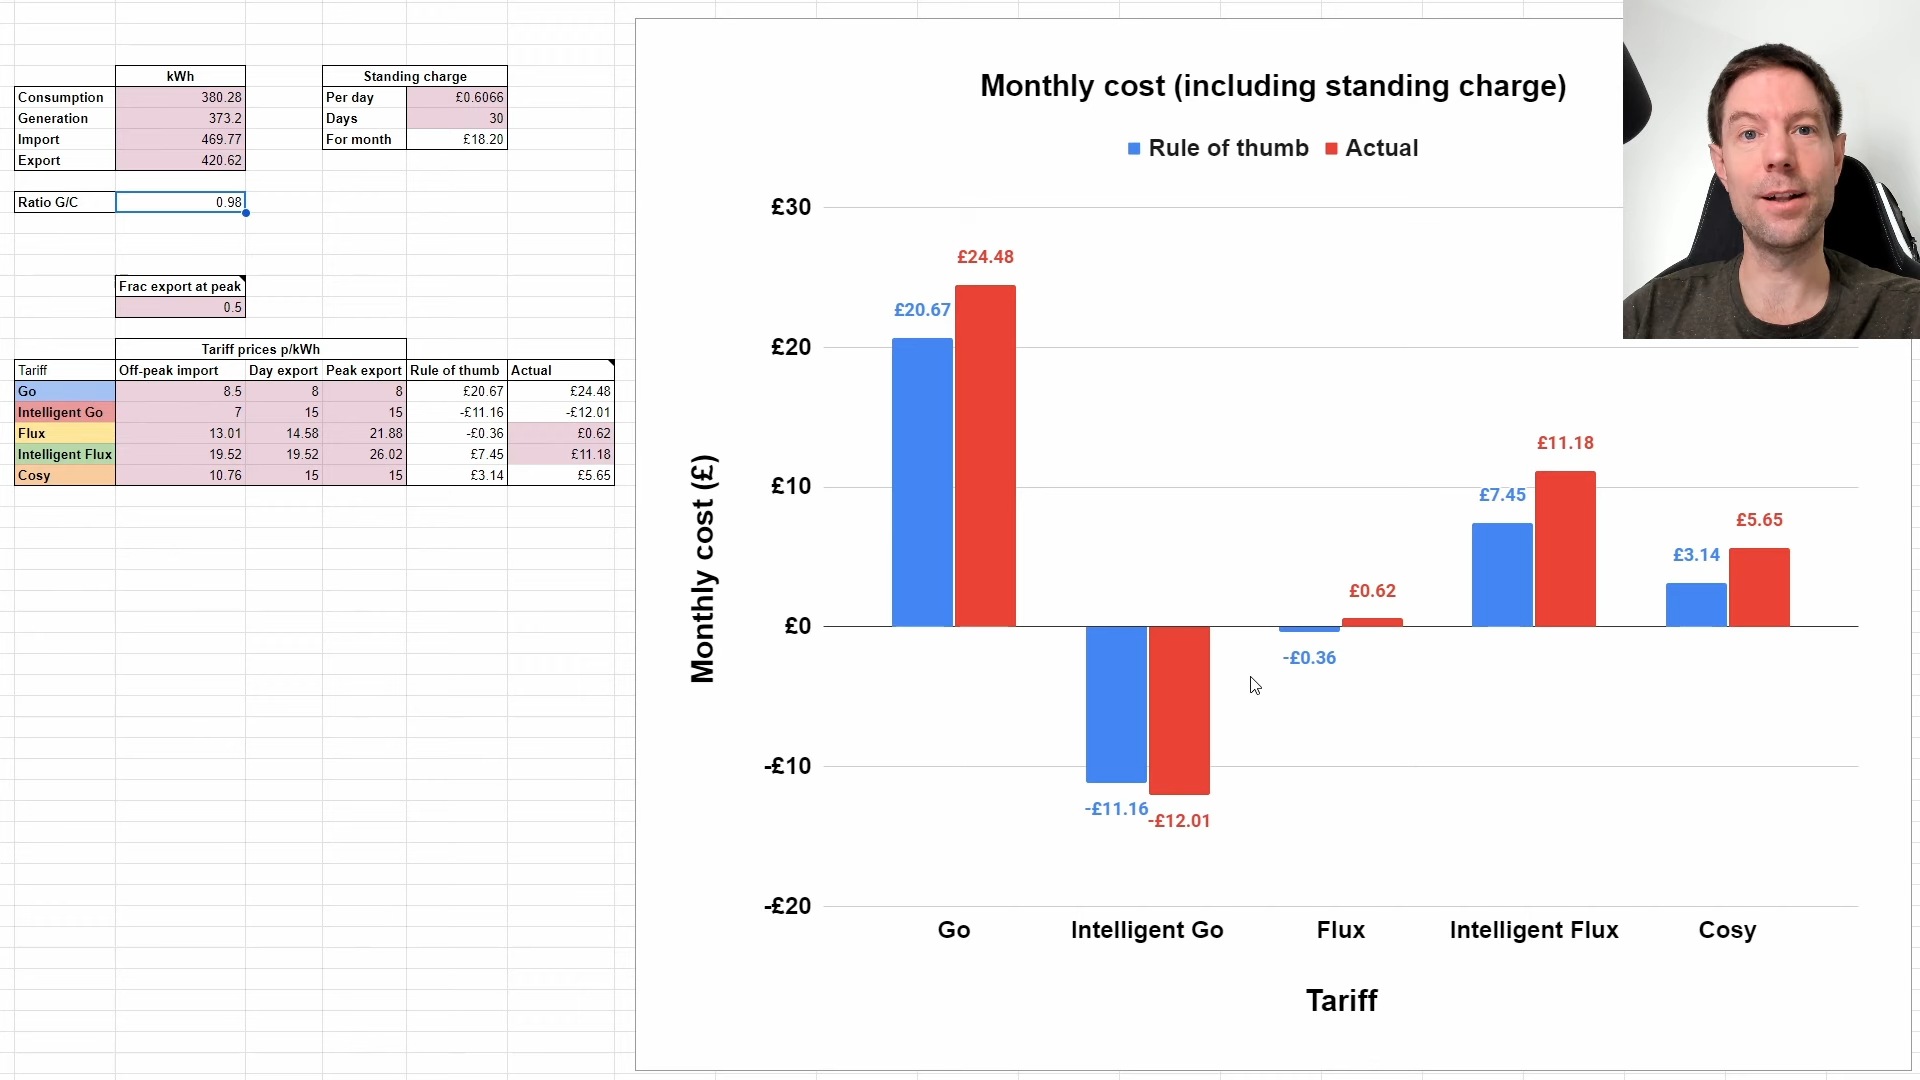 kWh
Consumption 380.28
Generation 373.2
Import 469.77
Export 420.62
Standing charge
Per day £0.6066
Days 30
For month £18.20
Ratio G/C 0.98
Frac export at peak
0.5
Tariff prices p/kWh
Tariff Off-peak import Day export Peak export Rule of thumb Actual
Go 8.5 8 8 £20.67 £24.48
Intelligent Go 7 15 15 -£11.16 -£12.01
Flux 13.01 14.58 21.88 -£0.36 £0.62
Intelligent Flux 19.52 19.52 26.02 £7.45 £11.18
Cosy 10.76 15 15 £3.14 £5.65
Monthly cost (including standing charge)
Rule of thumb Actual
Monthly cost (£)
£30
£20
£10
£0
-£10
-£20
£20.67
£24.48
-£11.16
-£12.01
-£0.36
£0.62
£7.45
£11.18
£3.14
£5.65
Go Intelligent Go Flux Intelligent Flux Cosy
Tariff